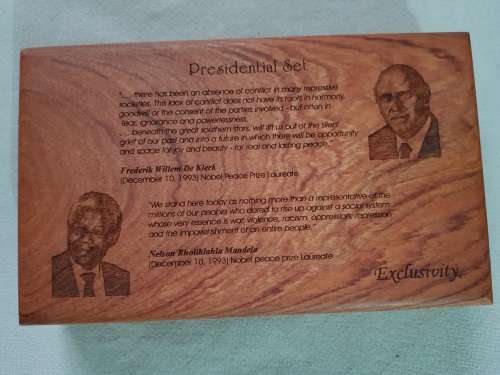 Presidential Set.
"... there has been an absence of conflict in many repressive
societies. This lack of conflict does not have its roots in harmony,
goodwill or the consent of the parties involved - but often in
fear, ignorance and powerlessness.
... beneath the great southern stars, will lift us out of the silent
grief of our past and into a future in which there will be opportunity
and space for joy and beauty - for real and lasting peace."
Frederik Willem De Klerk
(December 10, 1993) Nobel Peace Prize Laureate
"We stand here today as nothing more than a representative of the
millions of our people who dared to rise up against a social system
whose very essence is war, violence, racism, oppression, repression
and the impoverishment of an entire people."
Nelson Rholihlahla Mandela
(December 10, 1993) Nobel peace prize Laureate
Exclusivity.